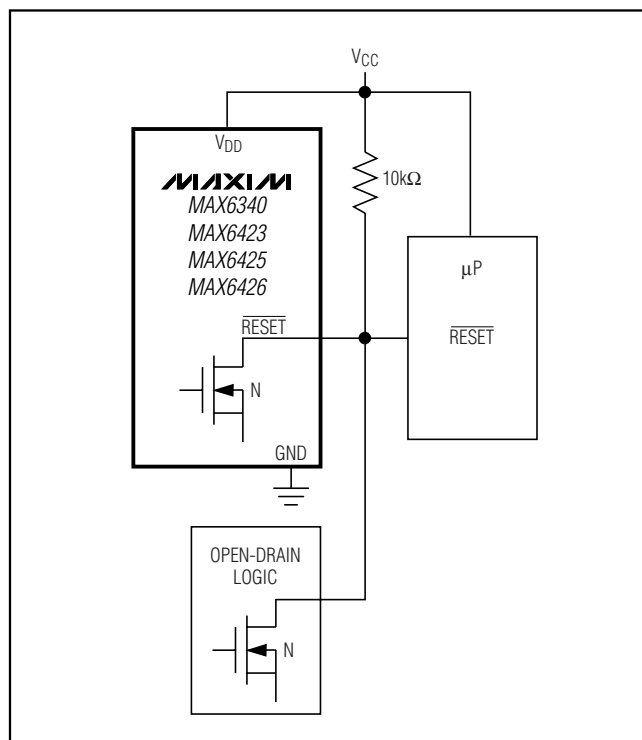 VCC
VDD
10kΩ
MAXIM
MAX6340
MAX6423
MAX6425
MAX6426
μP
RESET
RESET
N
GND
OPEN-DRAIN
LOGIC
N